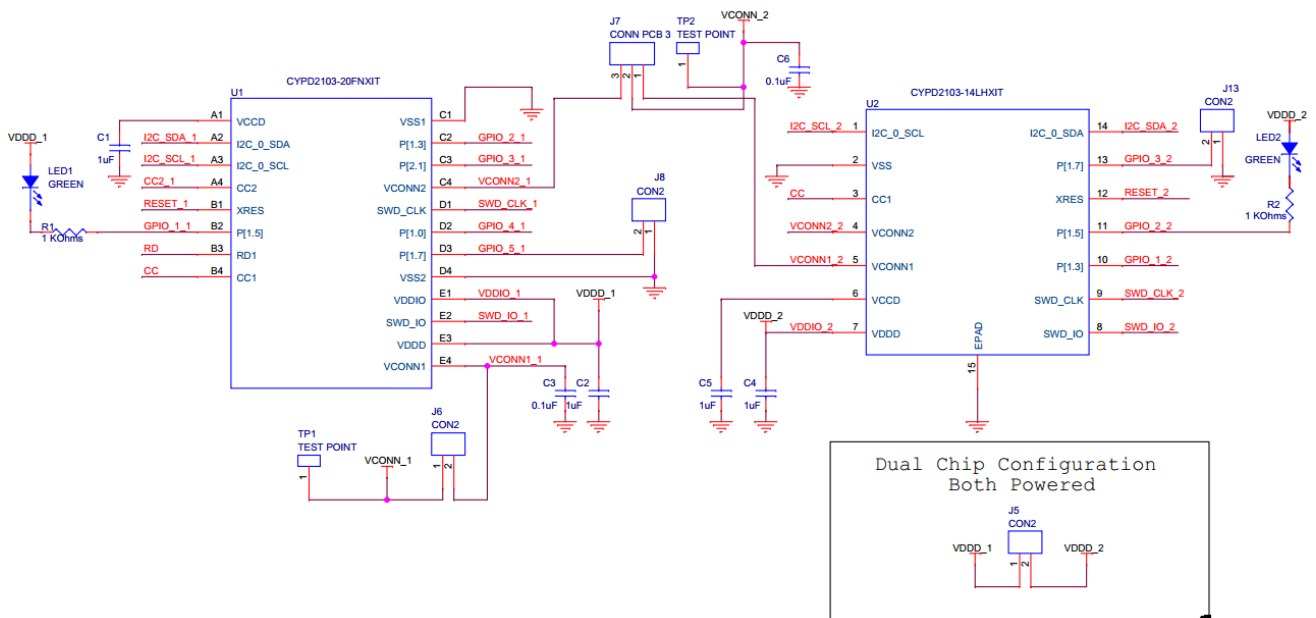 VCONN_2
J7
CONN PCB 3
3
2
1
TP2
TEST POINT
1
C6
0.1uF
CYPD2103-20FNXIT
U1
A1
VCCD
A2
I2C_0_SDA
I2C_SDA_1
A3
I2C_0_SCL
I2C_SCL_1
A4
CC2
CC2_1
B1
XRES
RESET_1
B2
P[1.5]
GPIO_1_1
B3
RD1
RD
B4
CC1
CC
VSS1
C1
P[1.3]
C2
GPIO_2_1
P[2.1]
C3
GPIO_3_1
VCONN2
C4
VCONN2_1
SWD_CLK
D1
SWD_CLK_1
P[1.0]
D2
GPIO_4_1
P[1.7]
D3
GPIO_5_1
VSS2
D4
VDDIO
E1
VDDIO_1
SWD_IO
E2
SWD_IO_1
VDDD
E3
VCONN1
E4
VCONN1_1
VDDD_1
LED1
GREEN
R1
1 KOhms
C1
1uF
J8
CON2
2
1
VDDD_1
C3
0.1uF
C2
1uF
J6
CON2
1
2
TP1
TEST POINT
1
VCONN_1
CYPD2103-14LHXIT
U2
I2C_SCL_2
1
I2C_0_SCL
2
VSS
CC
3
CC1
VCONN2_2
4
VCONN2
VCONN1_2
5
VCONN1
6
VCCD
VDDIO_2
7
VDDD
I2C_0_SDA
14
I2C_SDA_2
P[1.7]
13
GPIO_3_2
XRES
12
RESET_2
P[1.5]
11
GPIO_2_2
P[1.3]
10
GPIO_1_2
SWD_CLK
9
SWD_CLK_2
SWD_IO
8
SWD_IO_2
EPAD
15
VDDD_2
C5
1uF
C4
1uF
J13
CON2
2
1
VDDD_2
LED2
GREEN
R2
1 KOhms
Dual Chip Configuration
Both Powered
J5
CON2
VDDD_1
1
2
VDDD_2